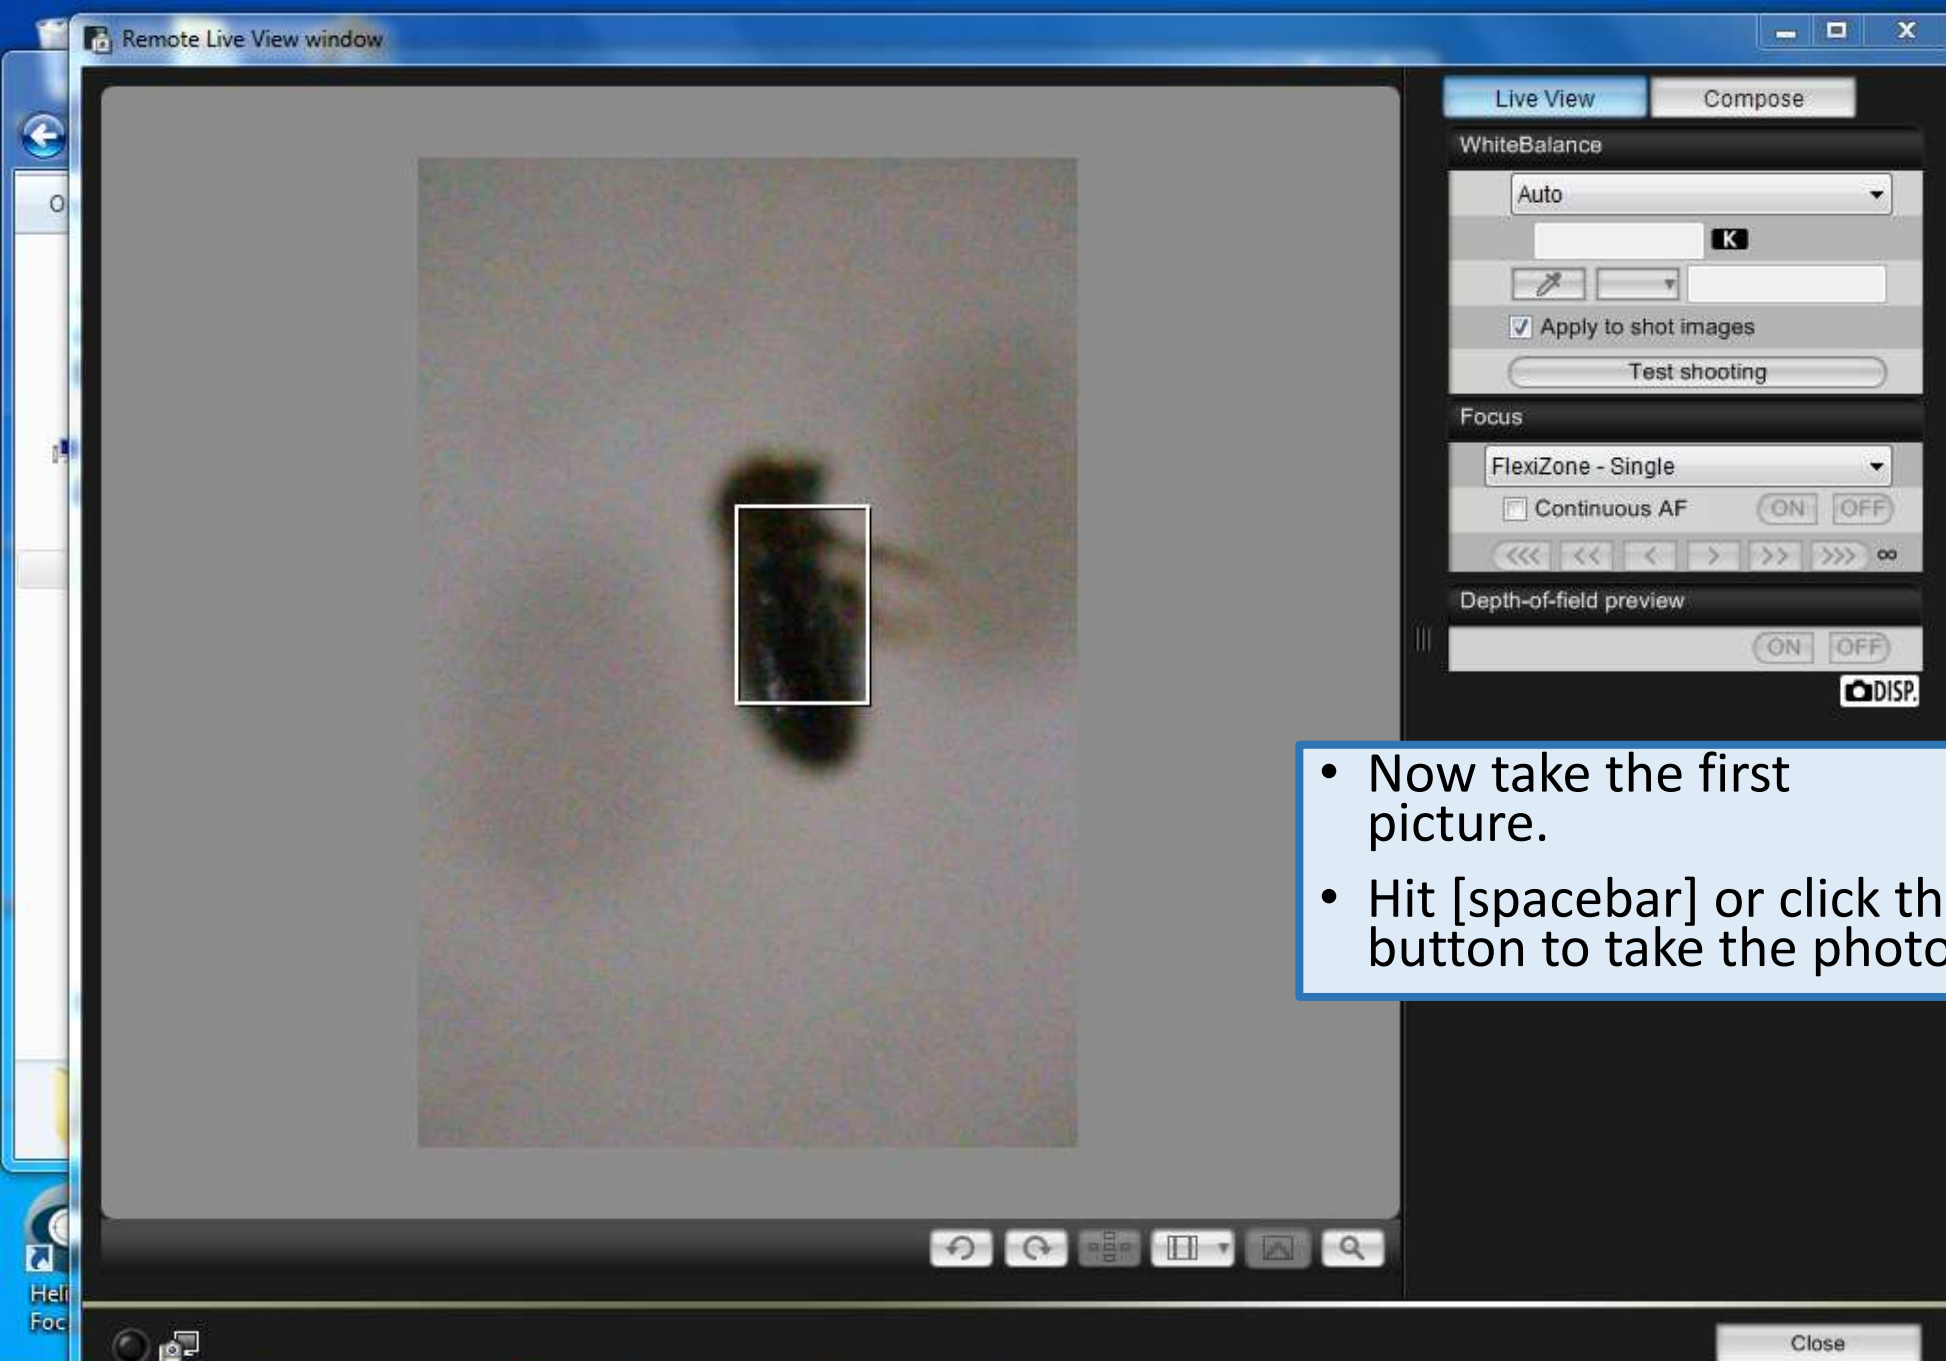 Remote Live View window
Live View
Compose
WhiteBalance
O
Auto
K
Apply to shot images
Test shooting
Focus
FlexiZone - Single
Continuous AF
ON
OFF
<<<
<<
<
>
>>
>>>
∞
Depth-of-field preview
ON
OFF
DISP.
• Now take the first
picture.
• Hit [spacebar] or click th
button to take the photo
Heli
Foc
Close